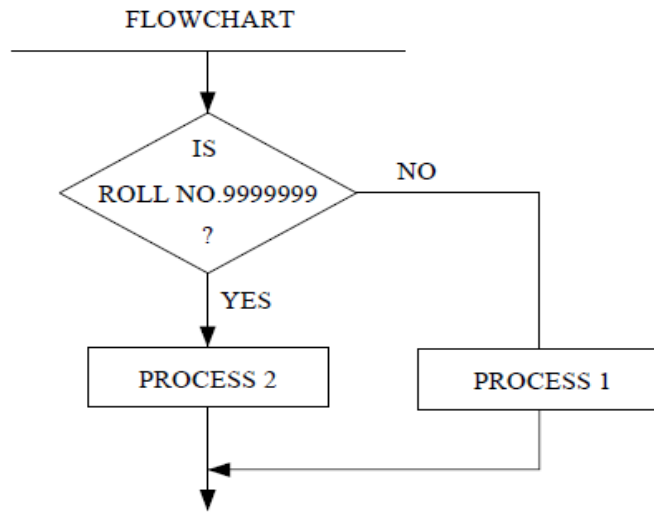 FLOWCHART
IS
ROLL NO.9999999
?
NO
YES
PROCESS 2
PROCESS 1